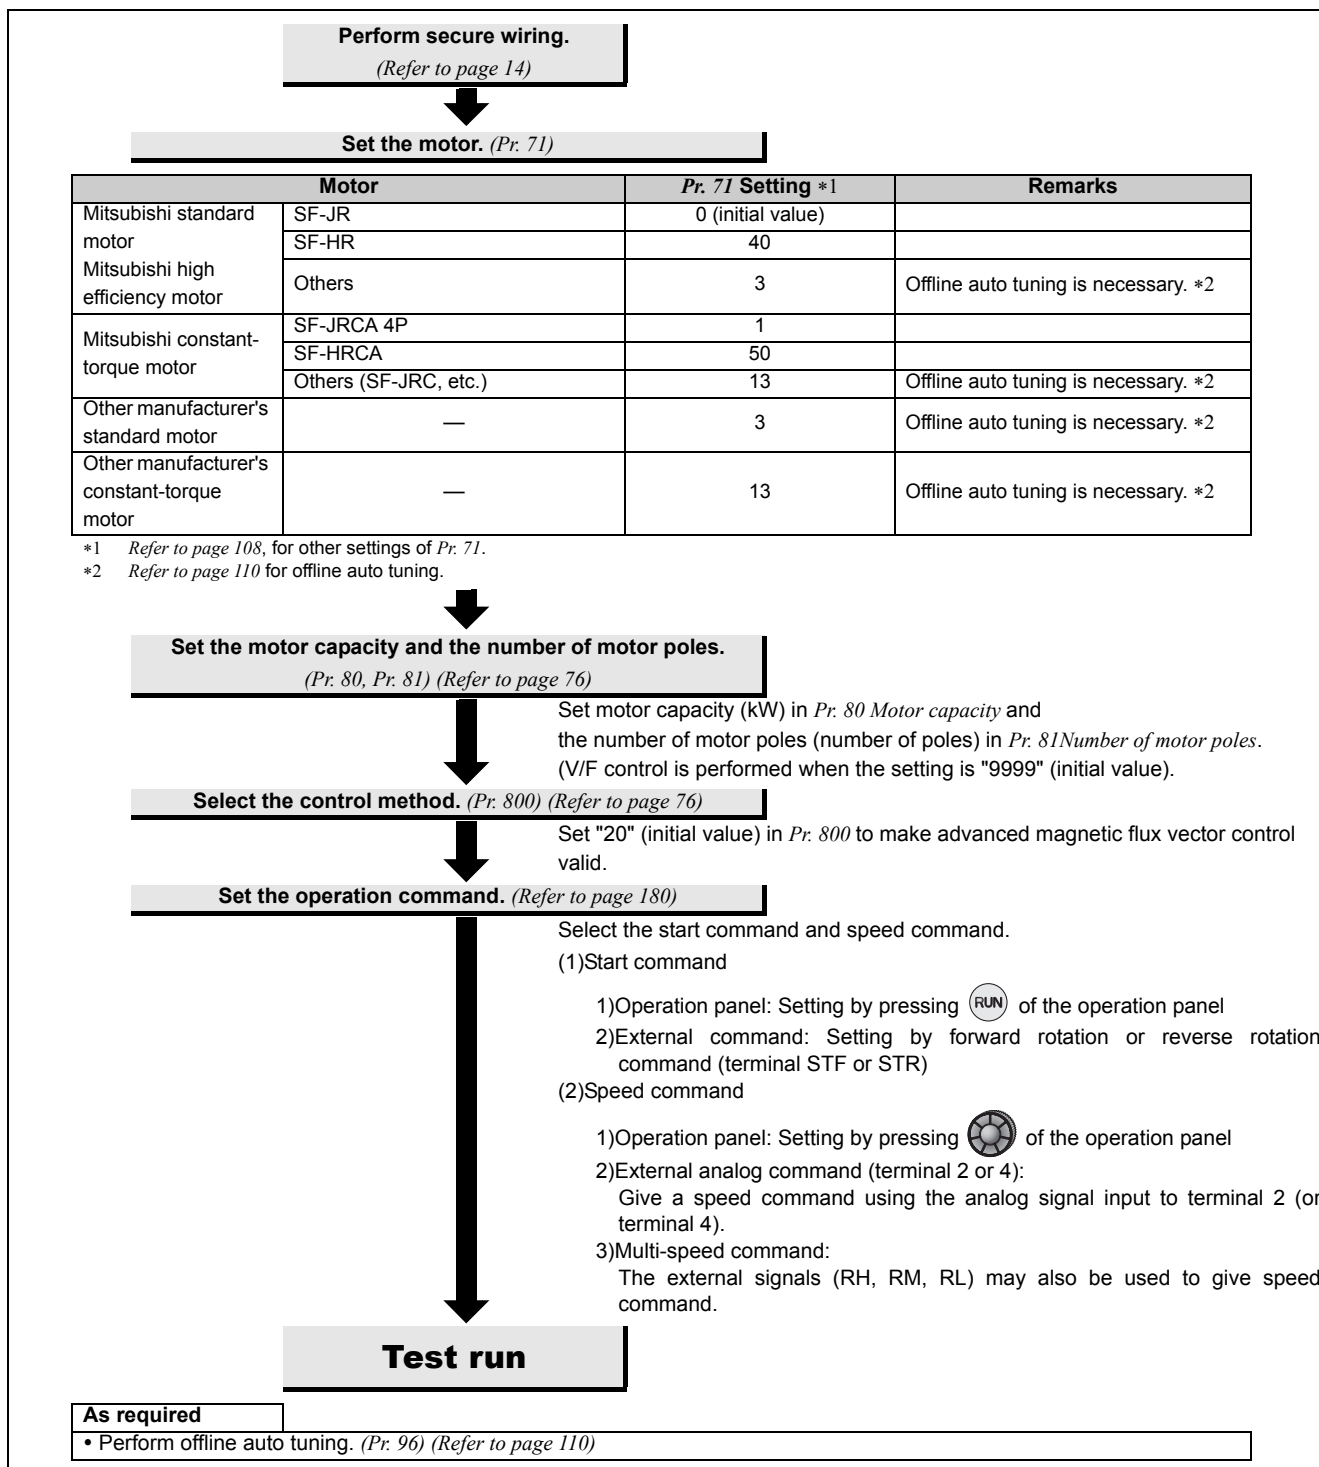 Perform secure wiring.
(Refer to page 14)
Set the motor. (Pr. 71)
Motor Pr. 71 Setting *1 Remarks
Mitsubishi standard motor Mitsubishi high efficiency motor SF-JR 0 (initial value)
SF-HR 40
Others 3 Offline auto tuning is necessary. *2
Mitsubishi constant-torque motor SF-JRCA 4P 1
SF-HRCA 50
Others (SF-JRC, etc.) 13 Offline auto tuning is necessary. *2
Other manufacturer's standard motor — 3 Offline auto tuning is necessary. *2
Other manufacturer's constant-torque motor — 13 Offline auto tuning is necessary. *2
*1 Refer to page 108, for other settings of Pr. 71.
*2 Refer to page 110 for offline auto tuning.
Set the motor capacity and the number of motor poles.
(Pr. 80, Pr. 81) (Refer to page 76)
Set motor capacity (kW) in Pr. 80 Motor capacity and
the number of motor poles (number of poles) in Pr. 81Number of motor poles.
(V/F control is performed when the setting is "9999" (initial value).
Select the control method. (Pr. 800) (Refer to page 76)
Set "20" (initial value) in Pr. 800 to make advanced magnetic flux vector control
valid.
Set the operation command. (Refer to page 180)
Select the start command and speed command.
(1)Start command
1)Operation panel: Setting by pressing RUN of the operation panel
2)External command: Setting by forward rotation or reverse rotation
command (terminal STF or STR)
(2)Speed command
1)Operation panel: Setting by pressing of the operation panel
2)External analog command (terminal 2 or 4):
Give a speed command using the analog signal input to terminal 2 (or
terminal 4).
3)Multi-speed command:
The external signals (RH, RM, RL) may also be used to give speed
command.
Test run
As required
• Perform offline auto tuning. (Pr. 96) (Refer to page 110)